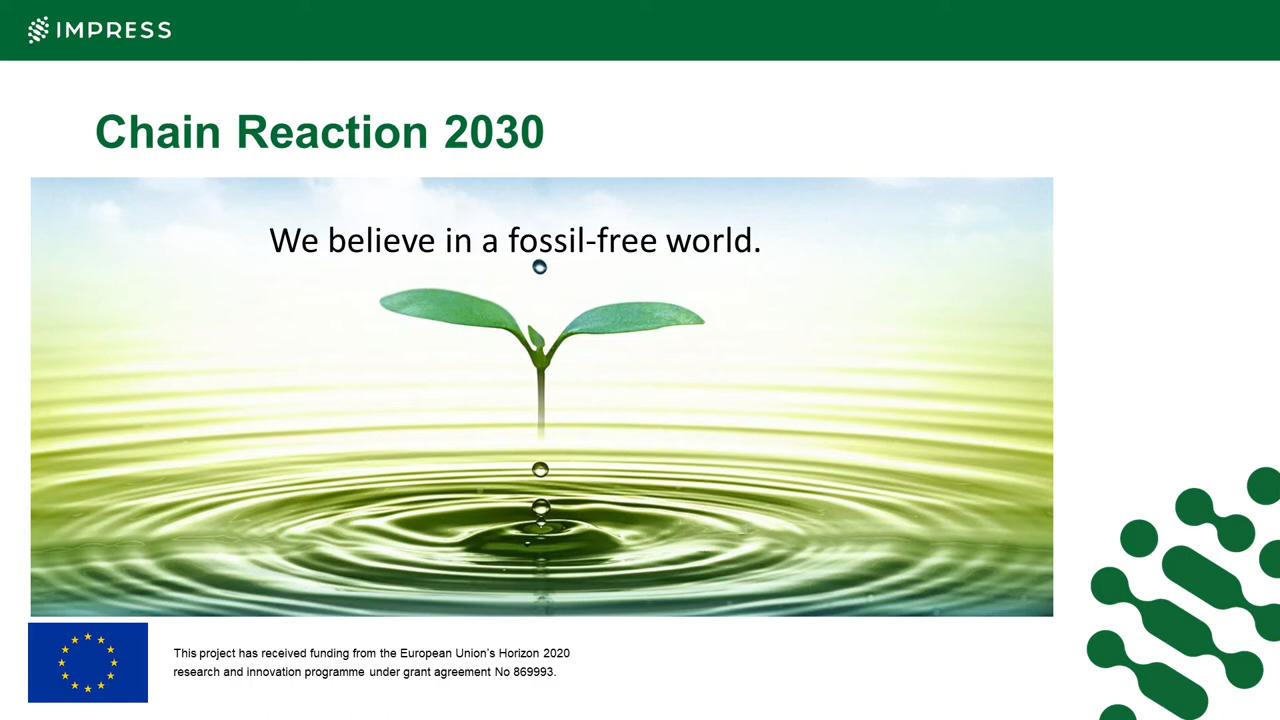 IMPRESS
Chain Reaction 2030
We believe in a fossil-free world.
This project has received funding from the European Union’s Horizon 2020
research and innovation programme under grant agreement No 869993.